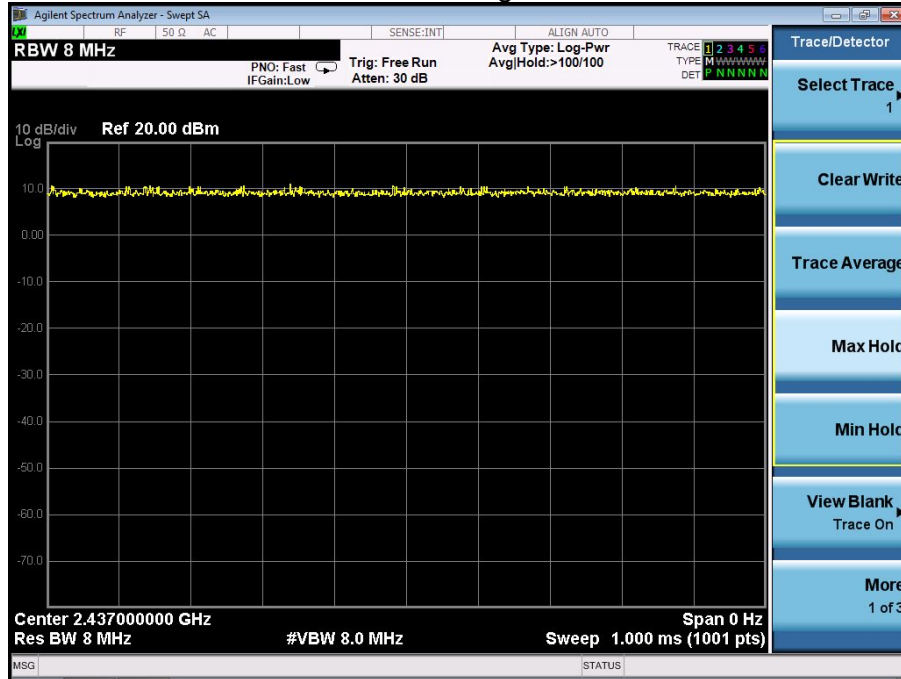 Agilent Spectrum Analyzer - Swept SA
LXI RF 50 Ω AC SENSE:INT ALIGN AUTO
RBW 8 MHz
PNO: Fast
IFGain:Low
Trig: Free Run
Atten: 30 dB
Avg Type: Log-Pwr
Avg|Hold:>100/100
TRACE 1 2 3 4 5 6
TYPE M WWWWW
DET P N N N N N
10 dB/div Ref 20.00 dBm
Log
10.0
0.00
-10.0
-20.0
-30.0
-40.0
-50.0
-60.0
-70.0
Center 2.437000000 GHz Span 0 Hz
Res BW 8 MHz #VBW 8.0 MHz Sweep 1.000 ms (1001 pts)
MSG STATUS
Trace/Detector
Select Trace
1
Clear Write
Trace Average
Max Hold
Min Hold
View Blank
Trace On
More
1 of 3